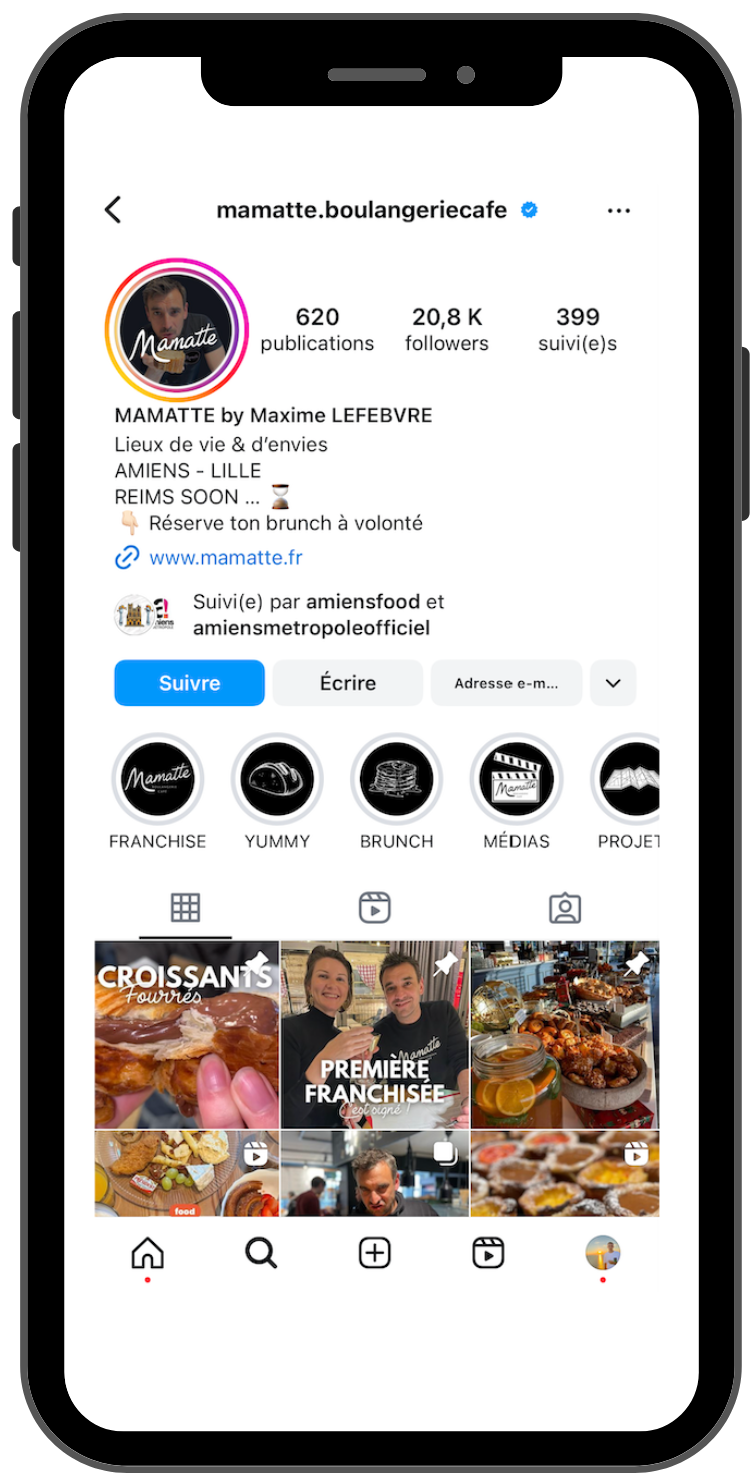 mamatte.boulangeriecafe
...
Mamatte
620
publications
20,8 K
followers
399
suivi(e)s
MAMATTE by Maxime LEFEBVRE
Lieux de vie & d'envies
AMIENS - LILLE
REIMS SOON ... ⏳
👇🏻 Réserve ton brunch à volonté
www.mamatte.fr
Suivi(e) par amiensfood et
amiensmetropoleofficiel
Suivre
Écrire
Adresse e-m...
Mamatte
BOULANGERIE
CAFE
Mamatte
FRANCHISE
YUMMY
BRUNCH
MÉDIAS
PROJET
CROISSANTS
Fourrés
Mamatte
PREMIÈRE
FRANCHISÉE
C'est signé !
food